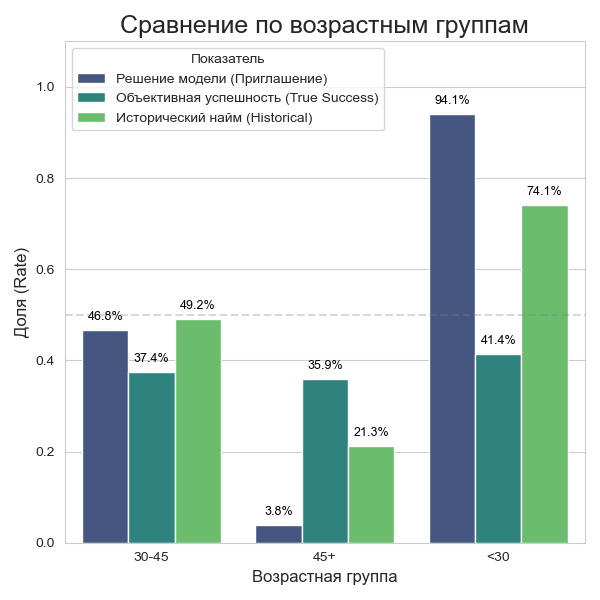 Сравнение по возрастным группам
Показатель
Решение модели (Приглашение)
Объективная успешность (True Success)
Исторический найм (Historical)
Доля (Rate)
1.0
0.8
0.6
0.4
0.2
0.0
46.8%
37.4%
49.2%
3.8%
35.9%
21.3%
94.1%
41.4%
74.1%
30-45
45+
<30
Возрастная группа